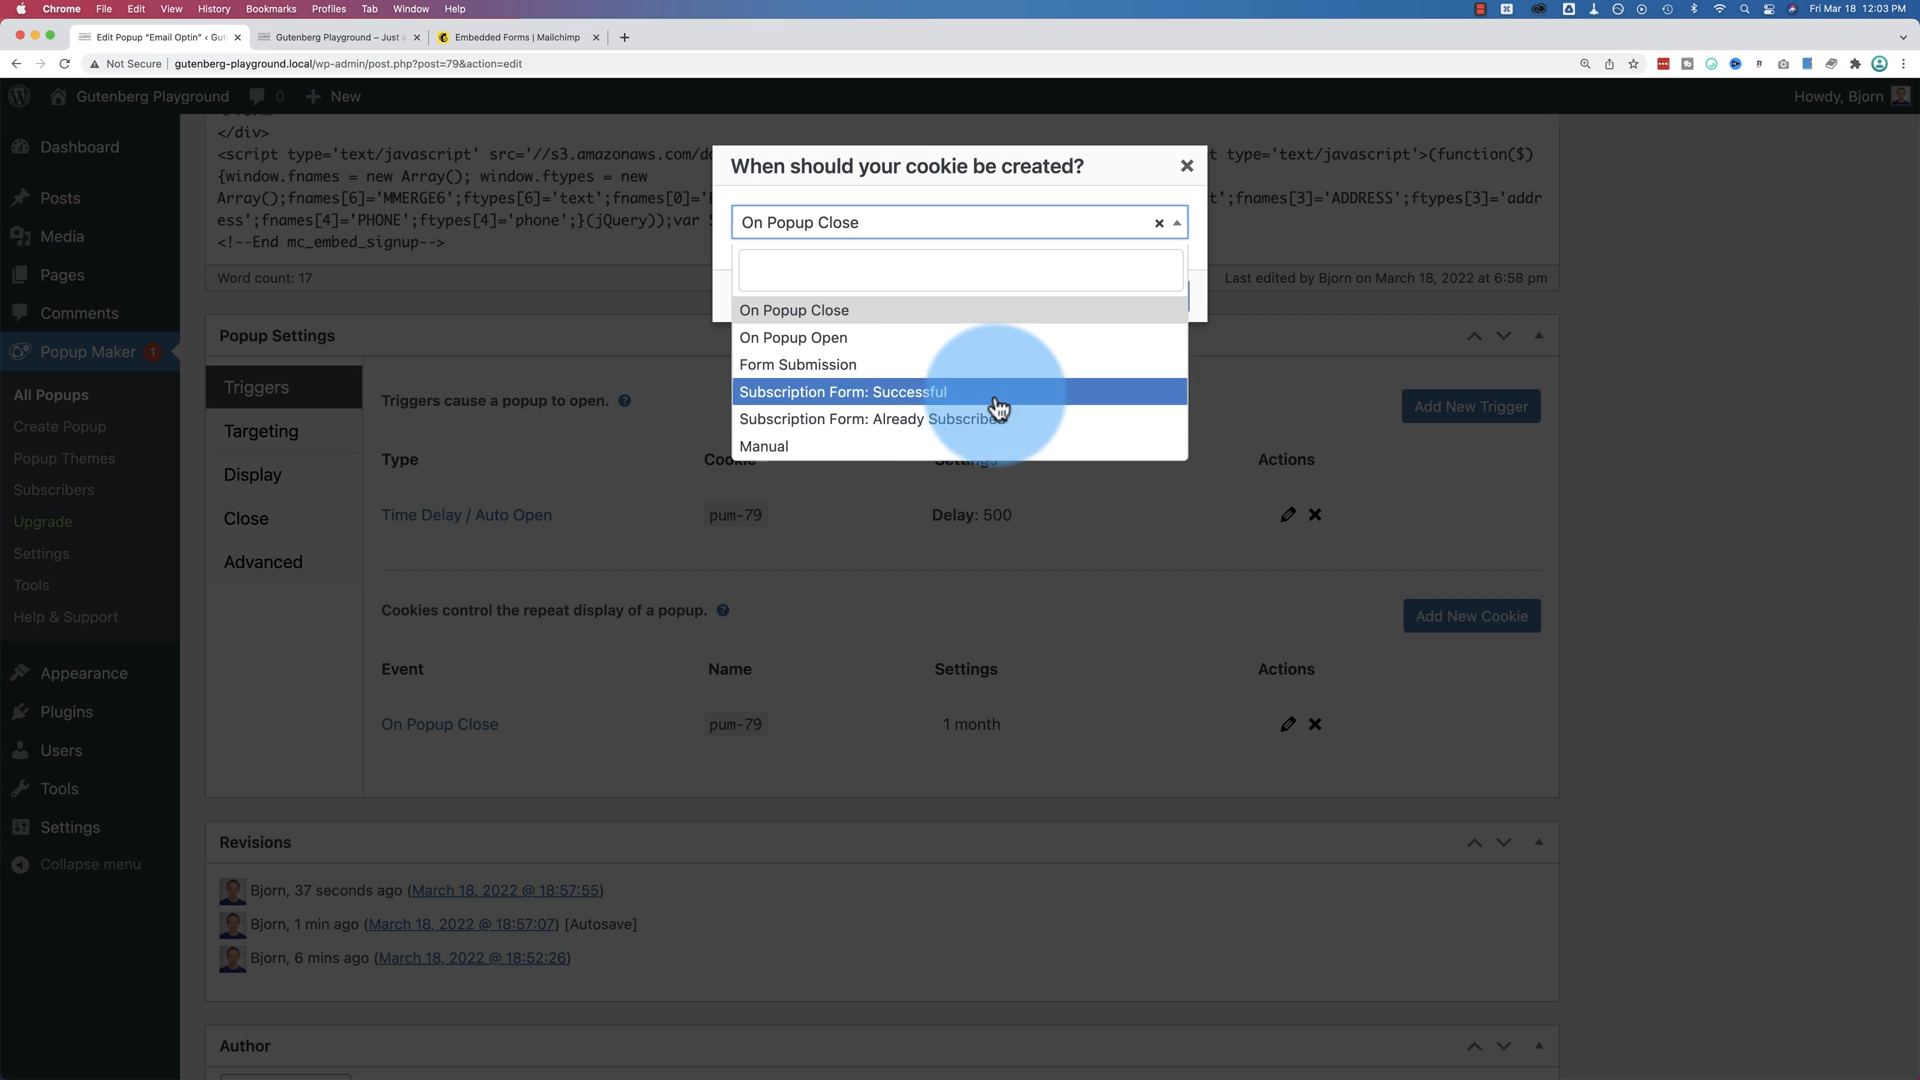 Chrome File Edit View History Bookmarks Profiles Tab Window Help Fri Mar 18 12:03 PM
Edit Popup "Email Optin" ‹ Gut Gutenberg Playground – Just a Embedded Forms | Mailchimp
Not Secure gutenberg-playground.local/wp-admin/post.php?post=79&action=edit
Gutenberg Playground 0 New Howdy, Bjorn
Dashboard
Posts
Media
Pages
Comments
Popup Maker 1
All Popups
Create Popup
Popup Themes
Subscribers
Upgrade
Settings
Tools
Help & Support
Appearance
Plugins
Users
Tools
Settings
Collapse menu
</div>
<script type='text/javascript' src='//s3.amazonaws.com/ t type='text/javascript'>(function($)
{window.fnames = new Array(); window.ftypes = new
Array();fnames[6]='MMERGE6';ftypes[6]='text';fnames[0]=' ';fnames[3]='ADDRESS';ftypes[3]='addr
ess';fnames[4]='PHONE';ftypes[4]='phone';}(jQuery));var
<!--End mc_embed_signup-->
Word count: 17 Last edited by Bjorn on March 18, 2022 at 6:58 pm
When should your cookie be created?
On Popup Close
On Popup Close
On Popup Open
Form Submission
Subscription Form: Successful
Subscription Form: Already Subscribed
Manual
Popup Settings
Triggers
Targeting
Display
Close
Advanced
Triggers cause a popup to open. Add New Trigger
Type Cookie Settings Actions
Time Delay / Auto Open pum-79 Delay: 500
Cookies control the repeat display of a popup. Add New Cookie
Event Name Settings Actions
On Popup Close pum-79 1 month
Revisions
Bjorn, 37 seconds ago (March 18, 2022 @ 18:57:55)
Bjorn, 1 min ago (March 18, 2022 @ 18:57:07) [Autosave]
Bjorn, 6 mins ago (March 18, 2022 @ 18:52:26)
Author